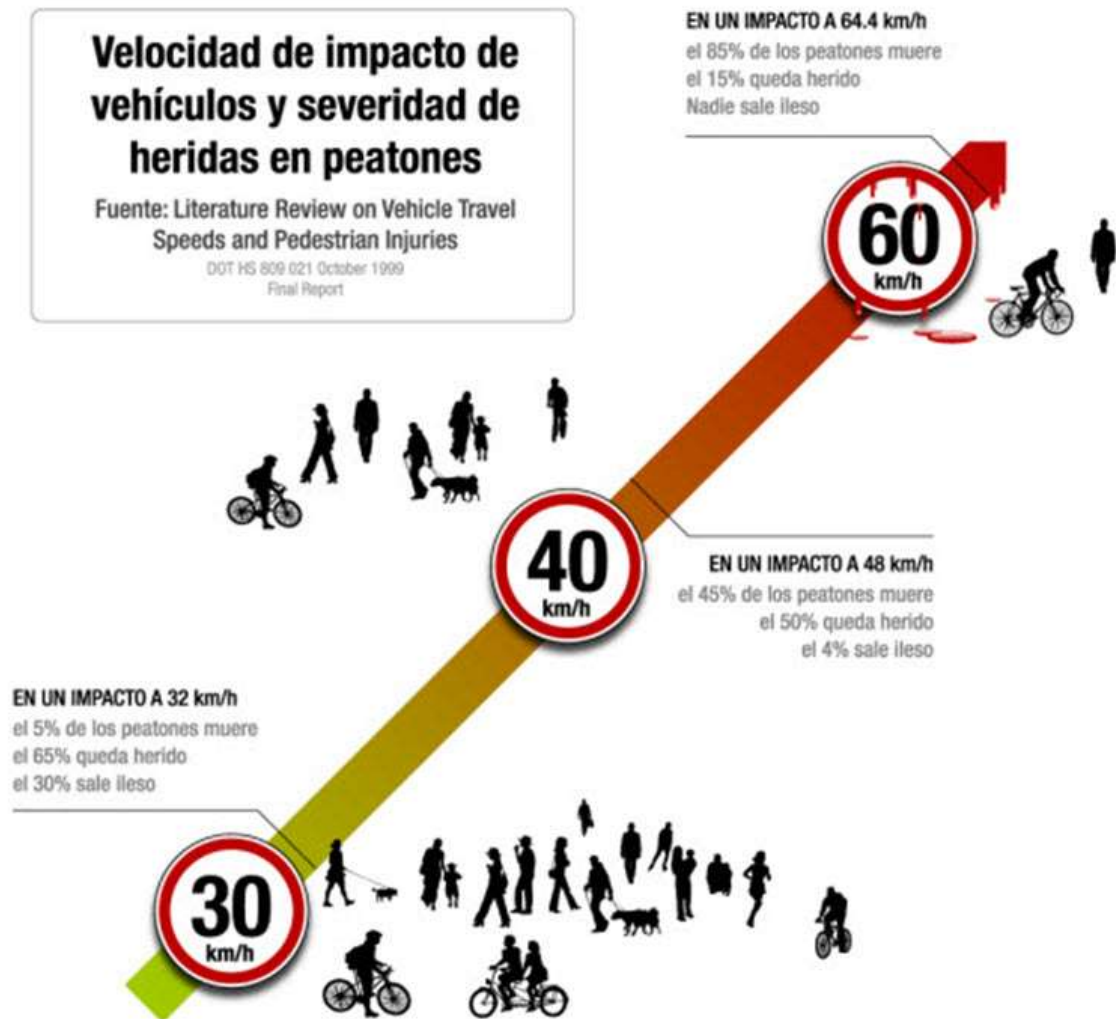 Velocidad de impacto de
vehículos y severidad de
heridas en peatones
Fuente: Literature Review on Vehicle Travel
Speeds and Pedestrian Injuries
DOT HS 809 021 October 1999
Final Report
EN UN IMPACTO A 64.4 km/h
el 85% de los peatones muere
el 15% queda herido
Nadie sale ileso
60
km/h
40
km/h
EN UN IMPACTO A 48 km/h
el 45% de los peatones muere
el 50% queda herido
el 4% sale ileso
EN UN IMPACTO A 32 km/h
el 5% de los peatones muere
el 65% queda herido
el 30% sale ileso
30
km/h